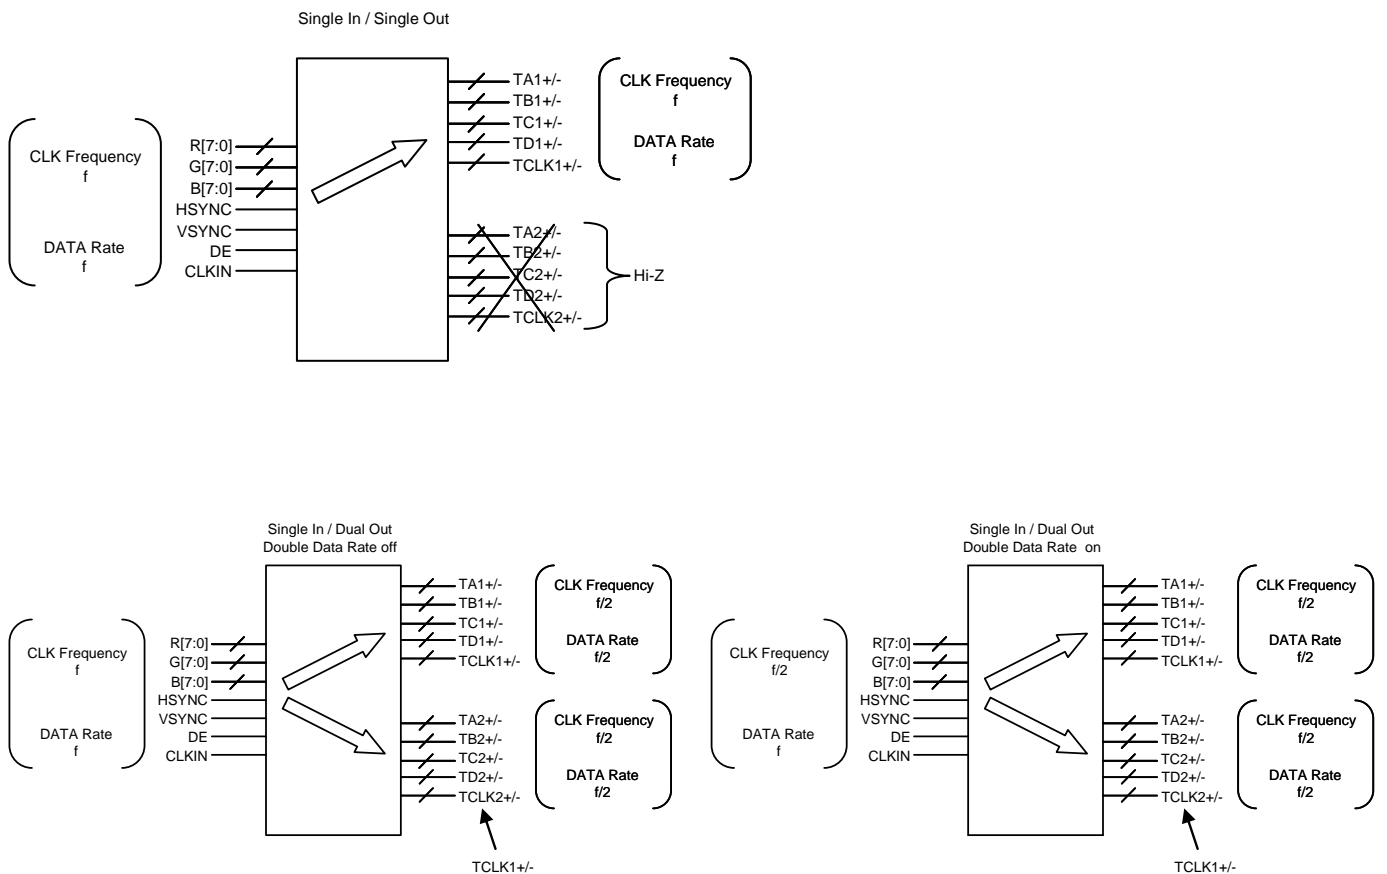 Single In / Single Out
CLK Frequency
f
DATA Rate
f
R[7:0]
G[7:0]
B[7:0]
HSYNC
VSYNC
DE
CLKIN
TA1+/-
TB1+/-
TC1+/-
TD1+/-
TCLK1+/-
CLK Frequency
f
DATA Rate
f
TA2+/-
TB2+/-
TC2+/-
TD2+/-
TCLK2+/-
Hi-Z
Single In / Dual Out
Double Data Rate off
CLK Frequency
f
DATA Rate
f
R[7:0]
G[7:0]
B[7:0]
HSYNC
VSYNC
DE
CLKIN
TA1+/-
TB1+/-
TC1+/-
TD1+/-
TCLK1+/-
CLK Frequency
f/2
DATA Rate
f/2
TA2+/-
TB2+/-
TC2+/-
TD2+/-
TCLK2+/-
CLK Frequency
f/2
DATA Rate
f/2
TCLK1+/-
Single In / Dual Out
Double Data Rate on
CLK Frequency
f/2
DATA Rate
f
R[7:0]
G[7:0]
B[7:0]
HSYNC
VSYNC
DE
CLKIN
TA1+/-
TB1+/-
TC1+/-
TD1+/-
TCLK1+/-
CLK Frequency
f/2
DATA Rate
f/2
TA2+/-
TB2+/-
TC2+/-
TD2+/-
TCLK2+/-
CLK Frequency
f/2
DATA Rate
f/2
TCLK1+/-